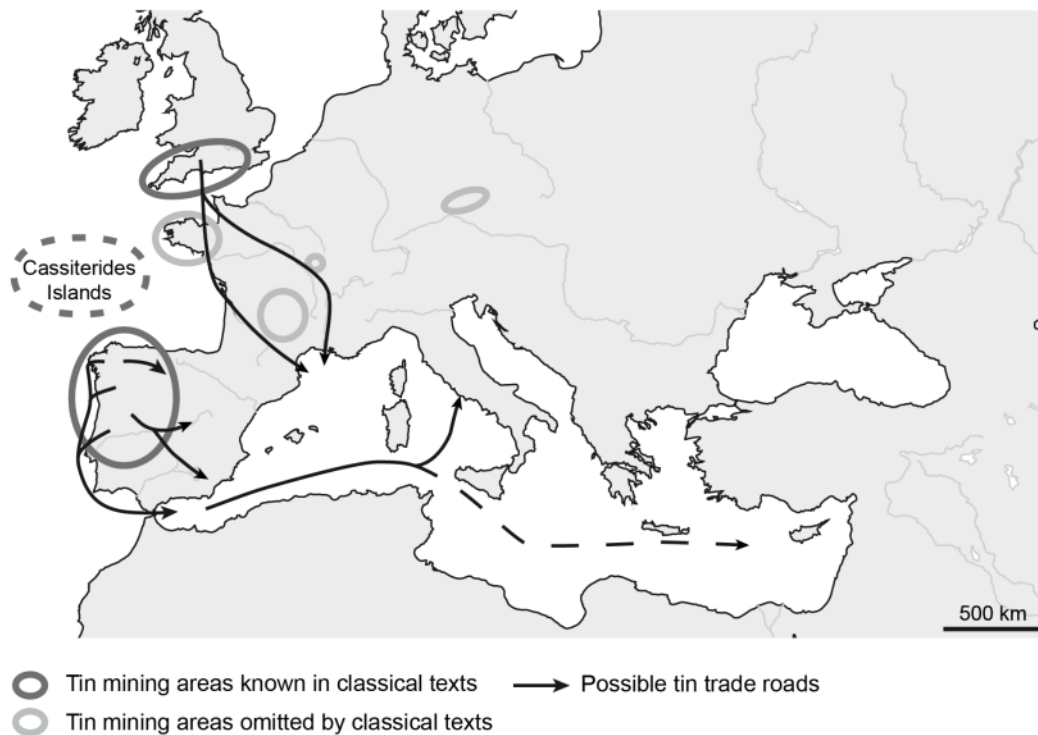 Cassiterides
Islands
500 km
Tin mining areas known in classical texts
Possible tin trade roads
Tin mining areas omitted by classical texts